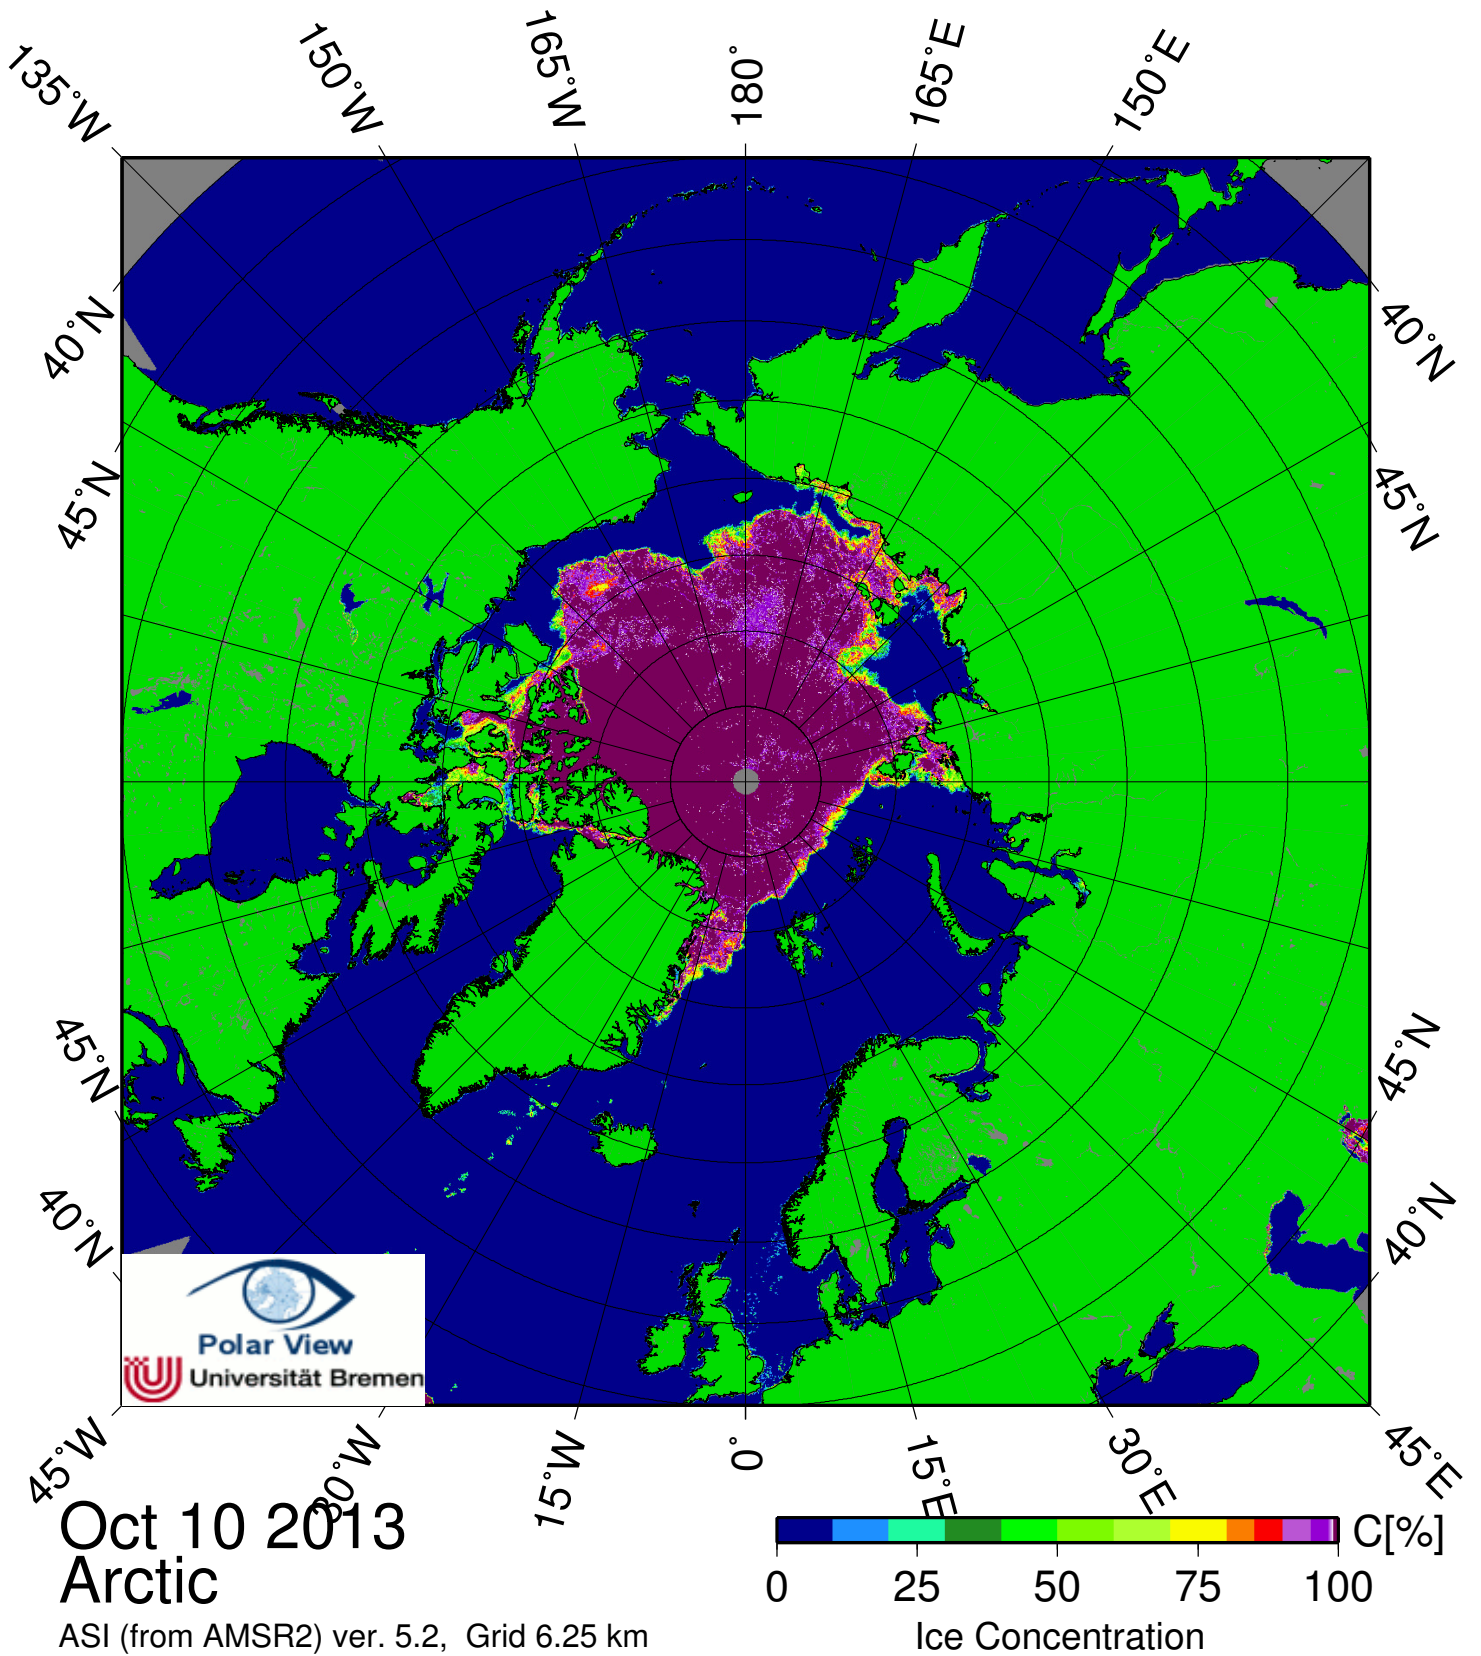 135°W
150°W
165°W
180°
165°E
150°E
40°N
40°N
45°N
45°N
45°N
45°N
40°N
40°N
Polar View
Universität Bremen
45°W
30°W
15°W
0°
15°E
30°E
45°E
Oct 10 2013
Arctic
ASI (from AMSR2) ver. 5.2, Grid 6.25 km
C[%]
0 25 50 75 100
Ice Concentration